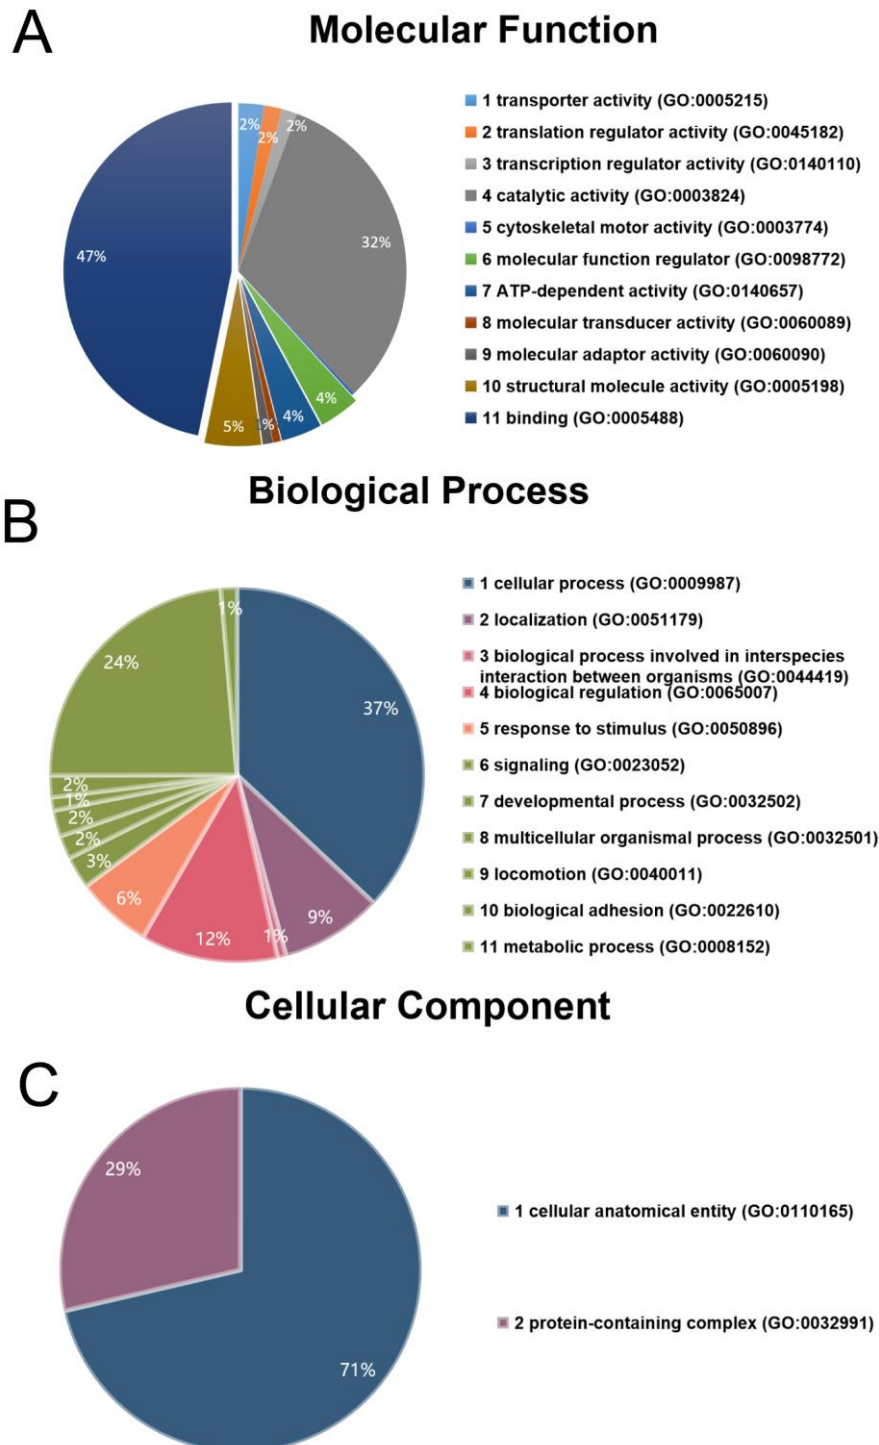 A
Molecular Function
2%
2%
2%
32%
47%
4%
4%
1%
5%
1 transporter activity (GO:0005215)
2 translation regulator activity (GO:0045182)
3 transcription regulator activity (GO:0140110)
4 catalytic activity (GO:0003824)
5 cytoskeletal motor activity (GO:0003774)
6 molecular function regulator (GO:0098772)
7 ATP-dependent activity (GO:0140657)
8 molecular transducer activity (GO:0060089)
9 molecular adaptor activity (GO:0060090)
10 structural molecule activity (GO:0005198)
11 binding (GO:0005488)
Biological Process
B
1%
24%
37%
2%
1%
2%
2%
3%
6%
12%
1%
9%
1 cellular process (GO:0009987)
2 localization (GO:0051179)
3 biological process involved in interspecies
interaction between organisms (GO:0044419)
4 biological regulation (GO:0065007)
5 response to stimulus (GO:0050896)
6 signaling (GO:0023052)
7 developmental process (GO:0032502)
8 multicellular organismal process (GO:0032501)
9 locomotion (GO:0040011)
10 biological adhesion (GO:0022610)
11 metabolic process (GO:0008152)
Cellular Component
C
29%
71%
1 cellular anatomical entity (GO:0110165)
2 protein-containing complex (GO:0032991)